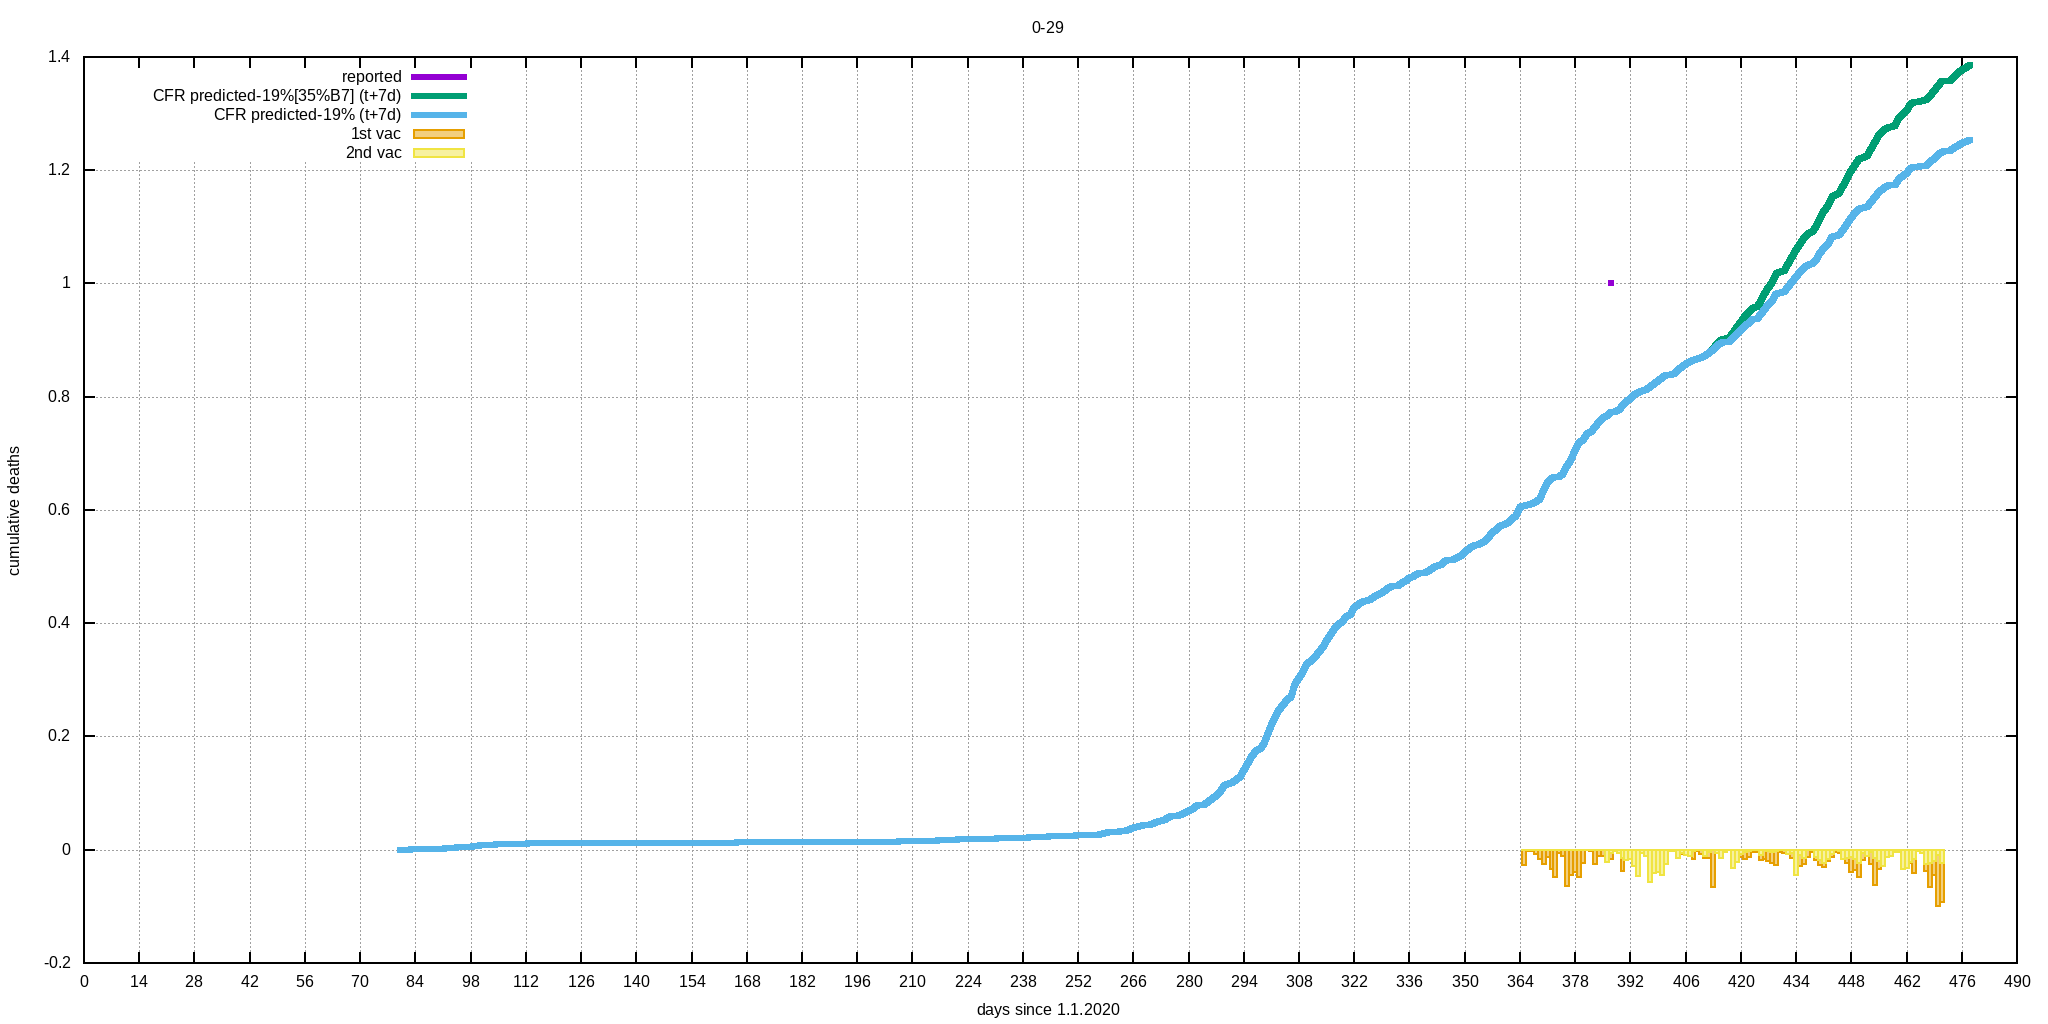 0-29
1.4
1.2
1
0.8
0.6
0.4
0.2
0
-0.2
cumulative deaths
reported
CFR predicted-19%[35%B7] (t+7d)
CFR predicted-19% (t+7d)
1st vac
2nd vac
0 14 28 42 56 70 84 98 112 126 140 154 168 182 196 210 224 238 252 266 280 294 308 322 336 350 364 378 392 406 420 434 448 462 476 490
days since 1.1.2020